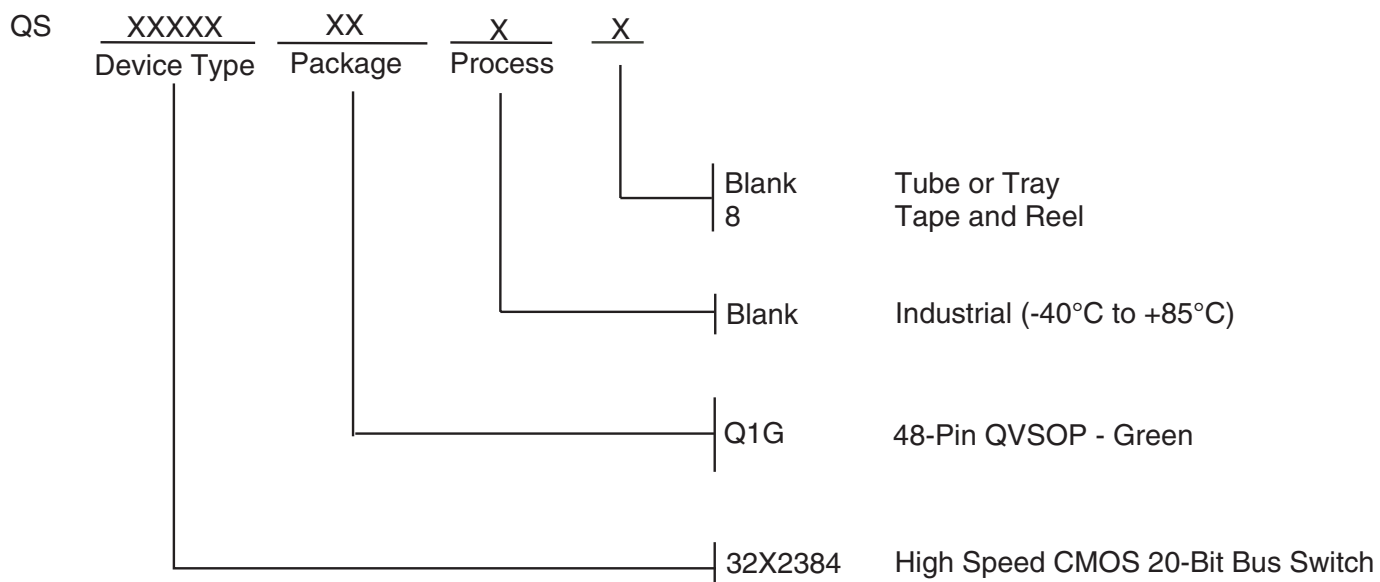 QS XXXXX XX X X
Device Type Package Process
Blank Tube or Tray
8 Tape and Reel
Blank Industrial (-40°C to +85°C)
Q1G 48-Pin QVSOP - Green
32X2384 High Speed CMOS 20-Bit Bus Switch